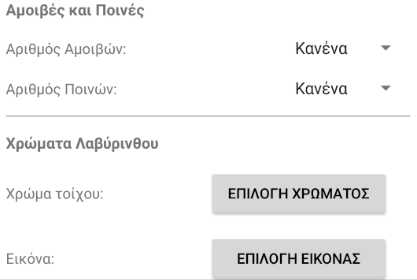 Αμοιβές και Ποινές
Αριθμός Αμοιβών: Κανένα
Αριθμός Ποινών: Κανένα
Χρώματα Λαβύρινθου
Χρώμα τοίχου: ΕΠΙΛΟΓΗ ΧΡΩΜΑΤΟΣ
Εικόνα: ΕΠΙΛΟΓΗ ΕΙΚΟΝΑΣ